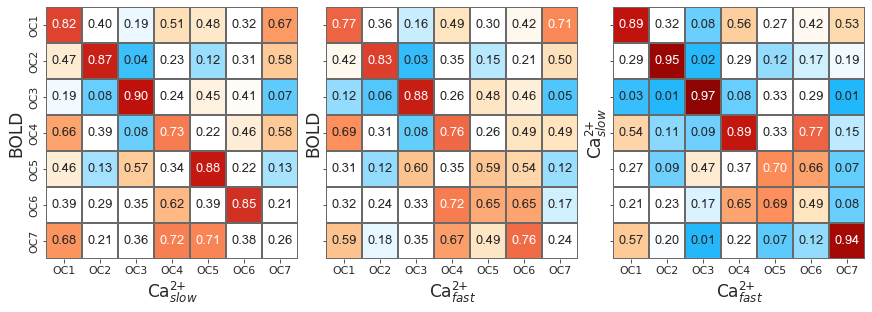 BOLD
OC1 0.82 0.40 0.19 0.51 0.48 0.32 0.67
OC2 0.47 0.87 0.04 0.23 0.12 0.31 0.58
OC3 0.19 0.08 0.90 0.24 0.45 0.41 0.07
OC4 0.66 0.39 0.08 0.73 0.22 0.46 0.58
OC5 0.46 0.13 0.57 0.34 0.88 0.22 0.13
OC6 0.39 0.29 0.35 0.62 0.39 0.85 0.21
OC7 0.68 0.21 0.36 0.72 0.71 0.38 0.26
OC1 OC2 OC3 OC4 OC5 OC6 OC7
Ca²⁺slow
BOLD
0.77 0.36 0.16 0.49 0.30 0.42 0.71
0.42 0.83 0.03 0.35 0.15 0.21 0.50
0.12 0.06 0.88 0.26 0.48 0.46 0.05
0.69 0.31 0.08 0.76 0.26 0.49 0.49
0.31 0.12 0.60 0.35 0.59 0.54 0.12
0.32 0.24 0.33 0.72 0.65 0.65 0.17
0.59 0.18 0.35 0.67 0.49 0.76 0.24
OC1 OC2 OC3 OC4 OC5 OC6 OC7
Ca²⁺fast
Ca²⁺slow
0.89 0.32 0.08 0.56 0.27 0.42 0.53
0.29 0.95 0.02 0.29 0.12 0.17 0.19
0.03 0.01 0.97 0.08 0.33 0.29 0.01
0.54 0.11 0.09 0.89 0.33 0.77 0.15
0.27 0.09 0.47 0.37 0.70 0.66 0.07
0.21 0.23 0.17 0.65 0.69 0.49 0.08
0.57 0.20 0.01 0.22 0.07 0.12 0.94
OC1 OC2 OC3 OC4 OC5 OC6 OC7
Ca²⁺fast